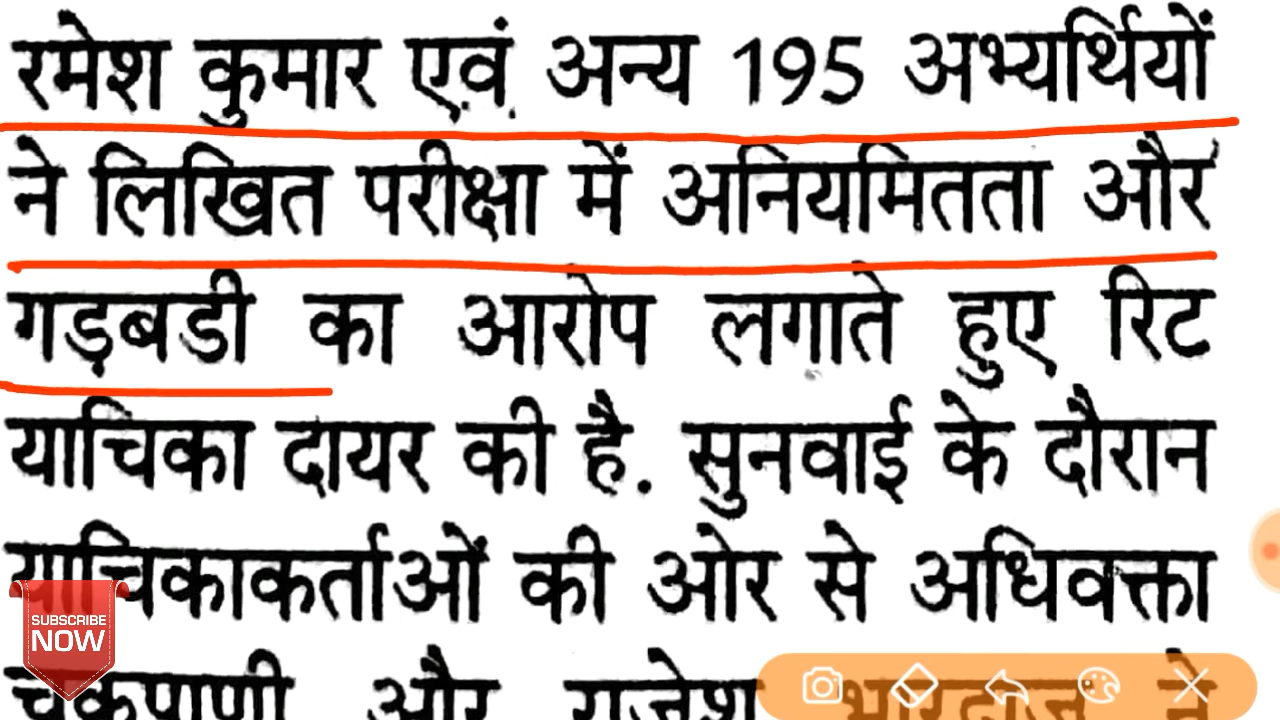 रमेश कुमार एवं अन्य 195 अभ्यर्थियों
ने लिखित परीक्षा में अनियमितता और
गड़बडी का आरोप लगाते हुए रिट
याचिका दायर की है. सुनवाई के दौरान
याचिकाकर्ताओं की ओर से अधिवक्ता
और राजेश भारद्वाज ने
SUBSCRIBE
NOW